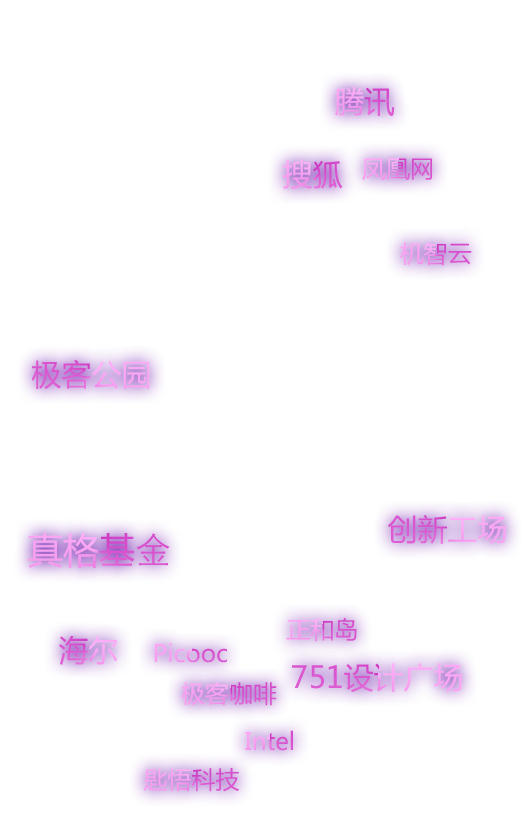 腾讯
搜狐 凤凰网
机智云
极客公园
创新工场
真格基金
正和岛
海尔 Picooc
751设计广场
极客咖啡
Intel
匙悟科技